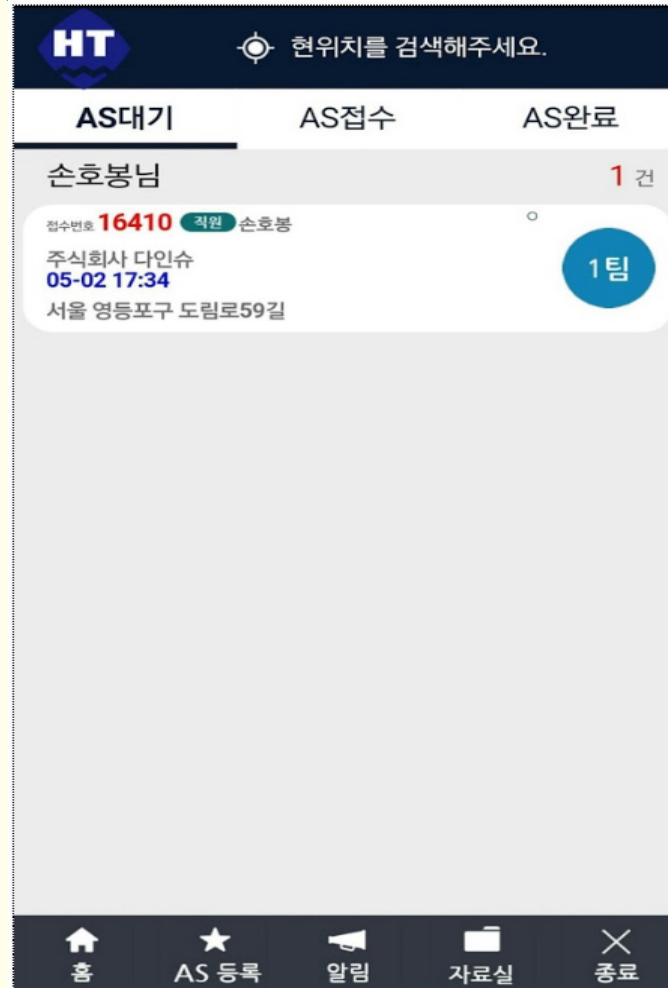 HT
현위치를 검색해주세요.
AS대기 AS접수 AS완료
손호봉님 1 건
접수번호 16410 직원 손호봉
주식회사 다인슈
05-02 17:34
1팀
서울 영등포구 도림로59길
홈 AS 등록 알림 자료실 종료